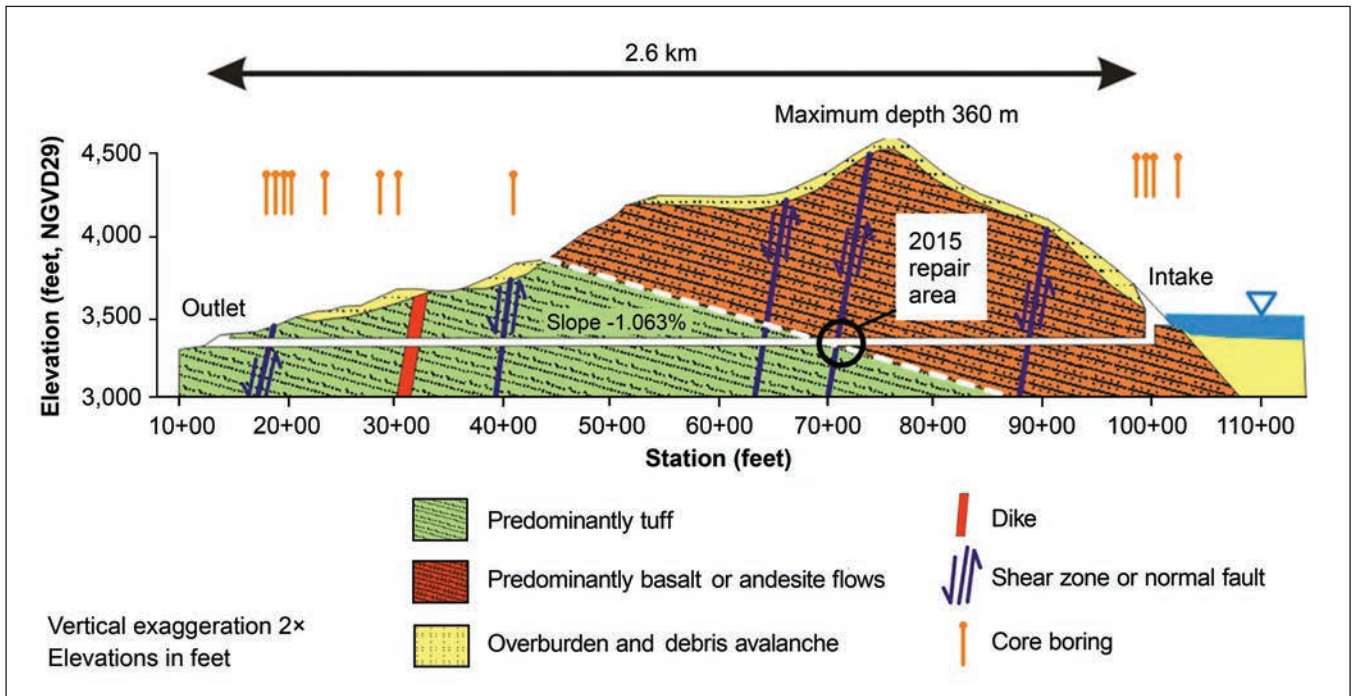 2.6 km
Maximum depth 360 m
Elevation (feet, NGVD29)
4,500
4,000
3,500
3,000
2015
repair
area
Intake
Outlet
Slope -1.063%
10+00
20+00
30+00
40+00
50+00
60+00
70+00
80+00
90+00
100+00
110+00
Station (feet)
Predominantly tuff
Predominantly basalt or andesite flows
Overburden and debris avalanche
Dike
Shear zone or normal fault
Core boring
Vertical exaggeration 2×
Elevations in feet